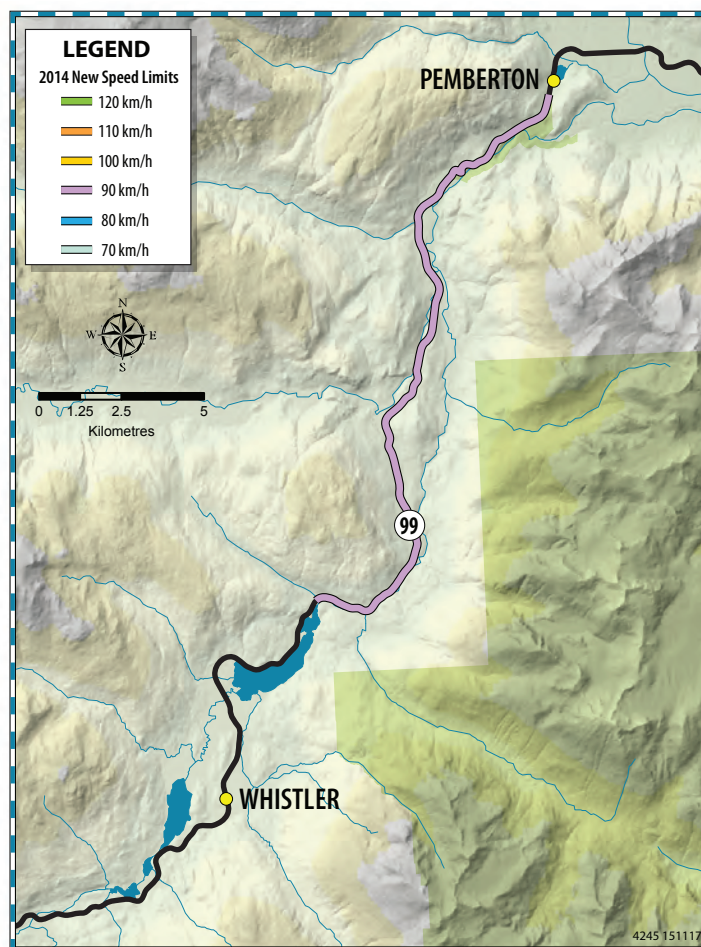 LEGEND
2014 New Speed Limits
120 km/h
110 km/h
100 km/h
90 km/h
80 km/h
70 km/h
PEMBERTON
N
W E
S
0 1.25 2.5 5
Kilometres
99
WHISTLER
4245 151117